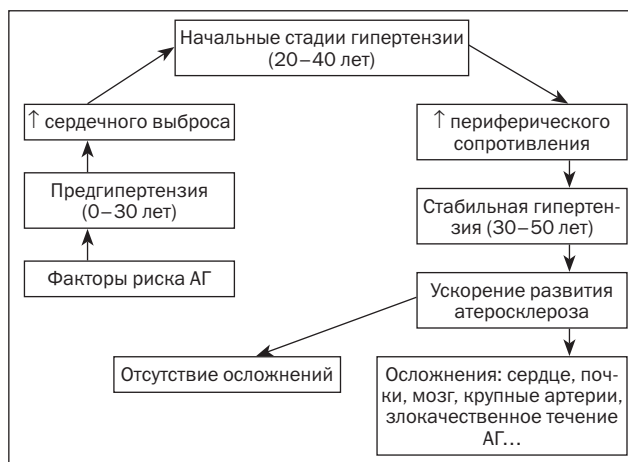 Начальные стадии гипертензии
(20–40 лет)
↑ сердечного выброса
↑ периферического
сопротивления
Предгипертензия
(0–30 лет)
Стабильная гипертен-
зия (30–50 лет)
Факторы риска АГ
Ускорение развития
атеросклероза
Отсутствие осложнений
Осложнения: сердце, поч-
ки, мозг, крупные артерии,
злокачественное течение
АГ...